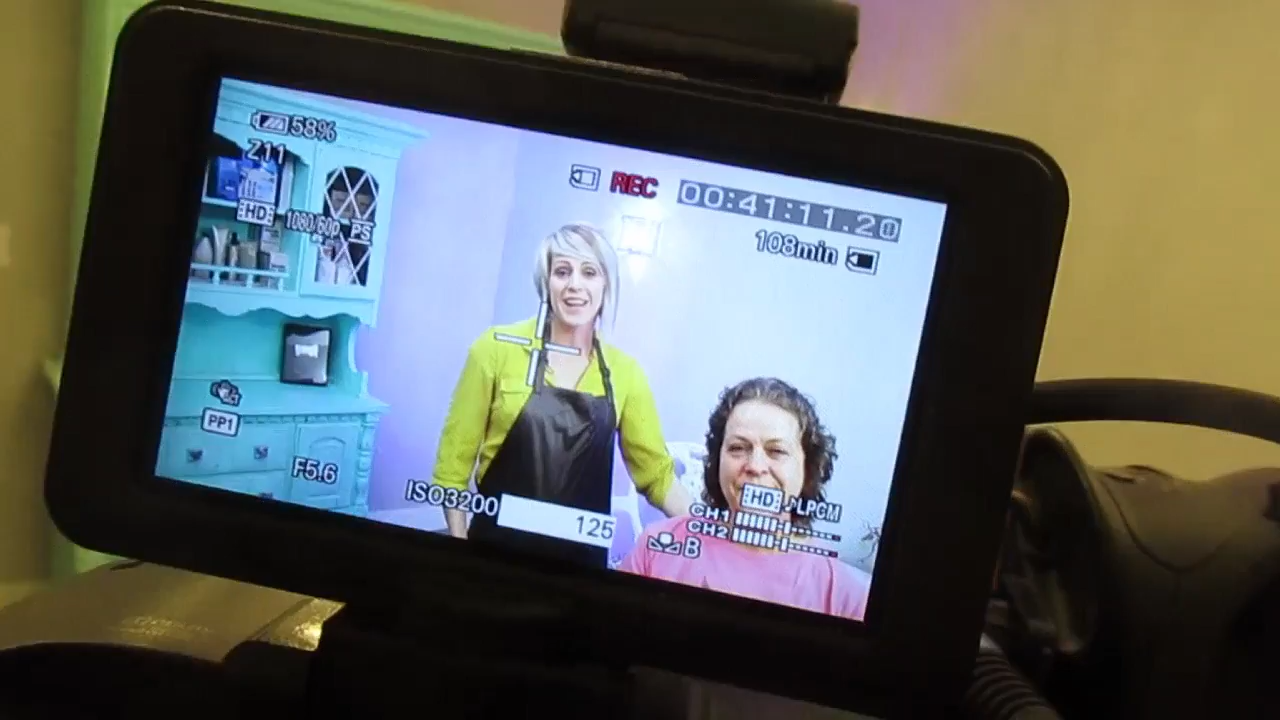 58%
Z11
REC 00:41:11.20
HD 1080/60p PS
108min
PP1
F5.6
ISO3200 125
HD LPCM
CH1
CH2
B